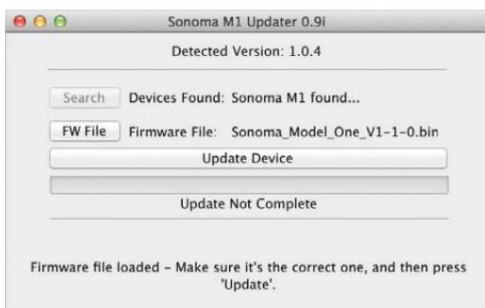 Sonoma M1 Updater 0.9i
Detected Version: 1.0.4
Search Devices Found: Sonoma M1 found...
FW File Firmware File: Sonoma_Model_One_V1-1-0.bin
Update Device
Update Not Complete
Firmware file loaded – Make sure it's the correct one, and then press
'Update'.